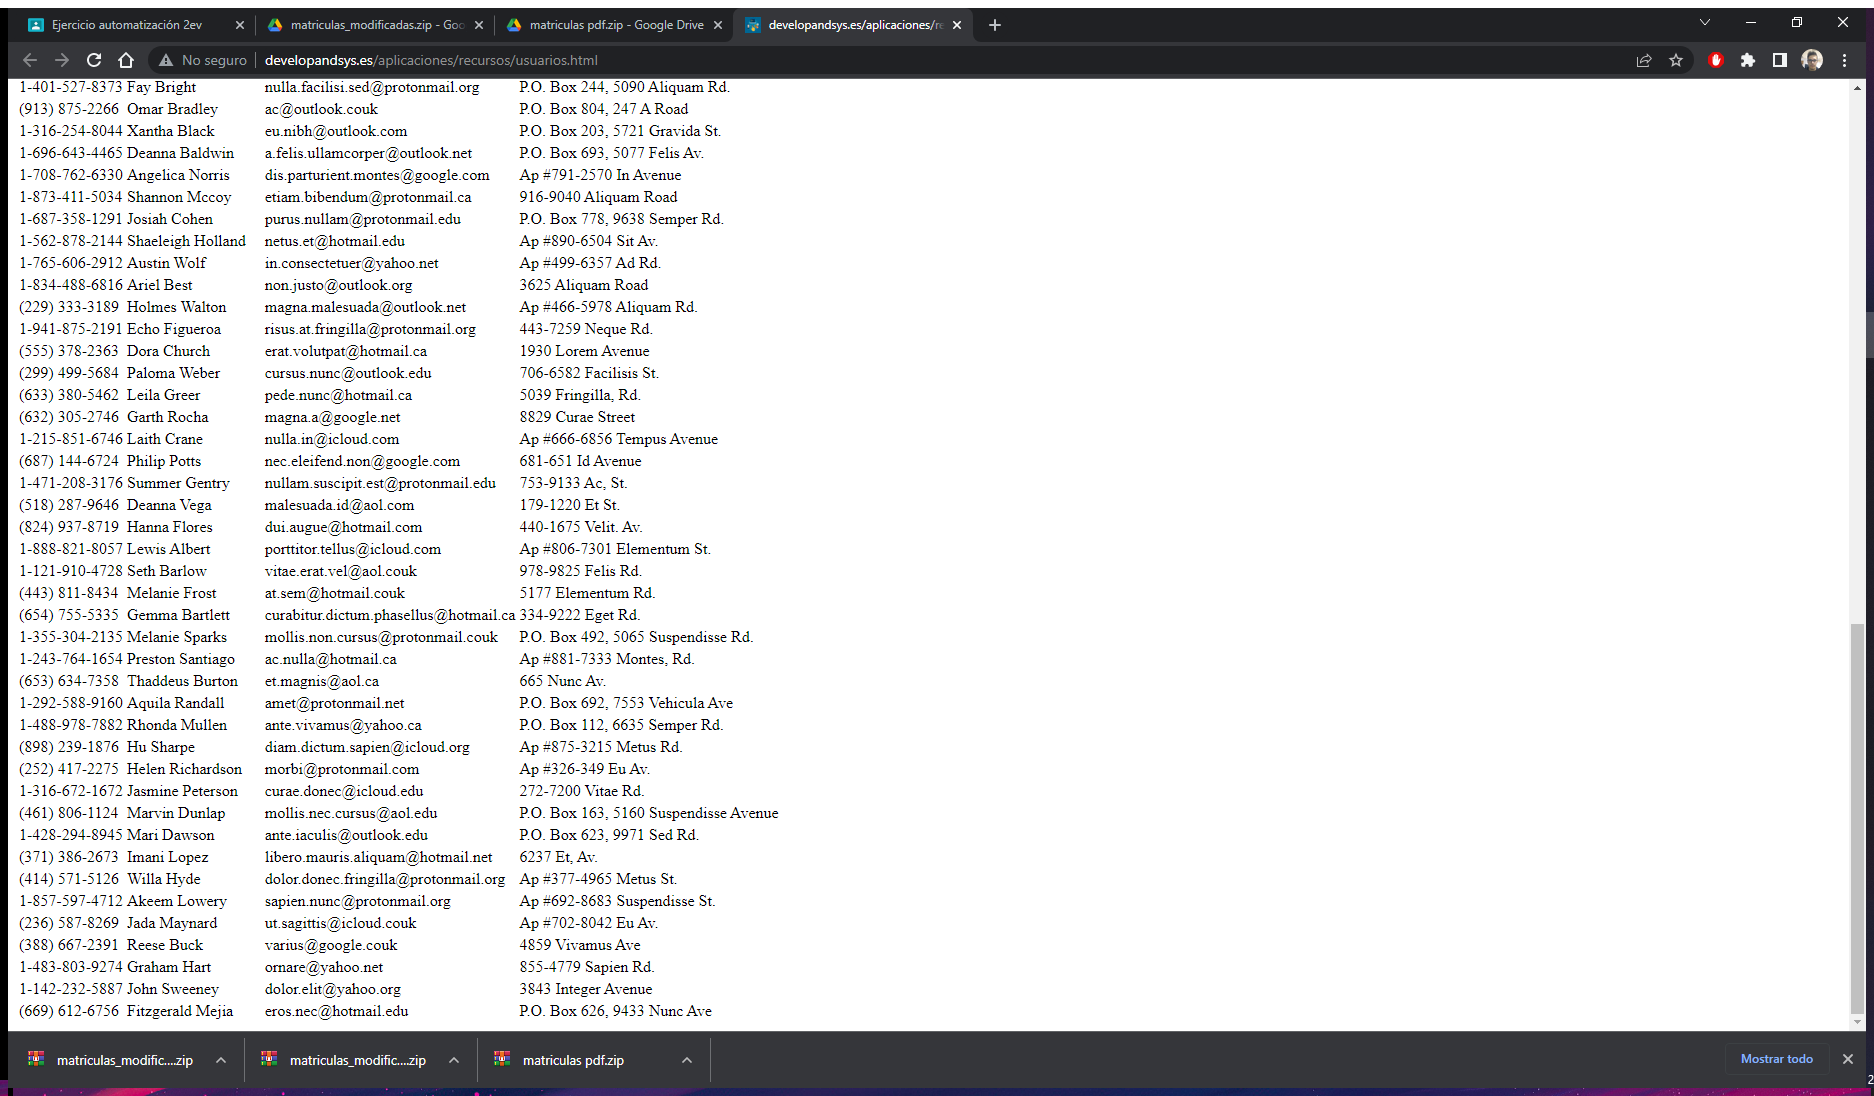 Ejercicio automatización 2ev
matriculas_modificadas.zip - Goo
matriculas pdf.zip - Google Drive
developandsys.es/aplicaciones/re
No seguro
developandsys.es/aplicaciones/recursos/usuarios.html
1-401-527-8373 Fay Bright nulla.facilisi.sed@protonmail.org P.O. Box 244, 5090 Aliquam Rd.
(913) 875-2266 Omar Bradley ac@outlook.couk P.O. Box 804, 247 A Road
1-316-254-8044 Xantha Black eu.nibh@outlook.com P.O. Box 203, 5721 Gravida St.
1-696-643-4465 Deanna Baldwin a.felis.ullamcorper@outlook.net P.O. Box 693, 5077 Felis Av.
1-708-762-6330 Angelica Norris dis.parturient.montes@google.com Ap #791-2570 In Avenue
1-873-411-5034 Shannon Mccoy etiam.bibendum@protonmail.ca 916-9040 Aliquam Road
1-687-358-1291 Josiah Cohen purus.nullam@protonmail.edu P.O. Box 778, 9638 Semper Rd.
1-562-878-2144 Shaeleigh Holland netus.et@hotmail.edu Ap #890-6504 Sit Av.
1-765-606-2912 Austin Wolf in.consectetuer@yahoo.net Ap #499-6357 Ad Rd.
1-834-488-6816 Ariel Best non.justo@outlook.org 3625 Aliquam Road
(229) 333-3189 Holmes Walton magna.malesuada@outlook.net Ap #466-5978 Aliquam Rd.
1-941-875-2191 Echo Figueroa risus.at.fringilla@protonmail.org 443-7259 Neque Rd.
(555) 378-2363 Dora Church erat.volutpat@hotmail.ca 1930 Lorem Avenue
(299) 499-5684 Paloma Weber cursus.nunc@outlook.edu 706-6582 Facilisis St.
(633) 380-5462 Leila Greer pede.nunc@hotmail.ca 5039 Fringilla, Rd.
(632) 305-2746 Garth Rocha magna.a@google.net 8829 Curae Street
1-215-851-6746 Laith Crane nulla.in@icloud.com Ap #666-6856 Tempus Avenue
(687) 144-6724 Philip Potts nec.eleifend.non@google.com 681-651 Id Avenue
1-471-208-3176 Summer Gentry nullam.suscipit.est@protonmail.edu 753-9133 Ac, St.
(518) 287-9646 Deanna Vega malesuada.id@aol.com 179-1220 Et St.
(824) 937-8719 Hanna Flores dui.augue@hotmail.com 440-1675 Velit. Av.
1-888-821-8057 Lewis Albert porttitor.tellus@icloud.com Ap #806-7301 Elementum St.
1-121-910-4728 Seth Barlow vitae.erat.vel@aol.couk 978-9825 Felis Rd.
(443) 811-8434 Melanie Frost at.sem@hotmail.couk 5177 Elementum Rd.
(654) 755-5335 Gemma Bartlett curabitur.dictum.phasellus@hotmail.ca 334-9222 Eget Rd.
1-355-304-2135 Melanie Sparks mollis.non.cursus@protonmail.couk P.O. Box 492, 5065 Suspendisse Rd.
1-243-764-1654 Preston Santiago ac.nulla@hotmail.ca Ap #881-7333 Montes, Rd.
(653) 634-7358 Thaddeus Burton et.magnis@aol.ca 665 Nunc Av.
1-292-588-9160 Aquila Randall amet@protonmail.net P.O. Box 692, 7553 Vehicula Ave
1-488-978-7882 Rhonda Mullen ante.vivamus@yahoo.ca P.O. Box 112, 6635 Semper Rd.
(898) 239-1876 Hu Sharpe diam.dictum.sapien@icloud.org Ap #875-3215 Metus Rd.
(252) 417-2275 Helen Richardson morbi@protonmail.com Ap #326-349 Eu Av.
1-316-672-1672 Jasmine Peterson curae.donec@icloud.edu 272-7200 Vitae Rd.
(461) 806-1124 Marvin Dunlap mollis.nec.cursus@aol.edu P.O. Box 163, 5160 Suspendisse Avenue
1-428-294-8945 Mari Dawson ante.iaculis@outlook.edu P.O. Box 623, 9971 Sed Rd.
(371) 386-2673 Imani Lopez libero.mauris.aliquam@hotmail.net 6237 Et, Av.
(414) 571-5126 Willa Hyde dolor.donec.fringilla@protonmail.org Ap #377-4965 Metus St.
1-857-597-4712 Akeem Lowery sapien.nunc@protonmail.org Ap #692-8683 Suspendisse St.
(236) 587-8269 Jada Maynard ut.sagittis@icloud.couk Ap #702-8042 Eu Av.
(388) 667-2391 Reese Buck varius@google.couk 4859 Vivamus Ave
1-483-803-9274 Graham Hart ornare@yahoo.net 855-4779 Sapien Rd.
1-142-232-5887 John Sweeney dolor.elit@yahoo.org 3843 Integer Avenue
(669) 612-6756 Fitzgerald Mejia eros.nec@hotmail.edu P.O. Box 626, 9433 Nunc Ave
matriculas_modific....zip
matriculas_modific....zip
matriculas pdf.zip
Mostrar todo
2